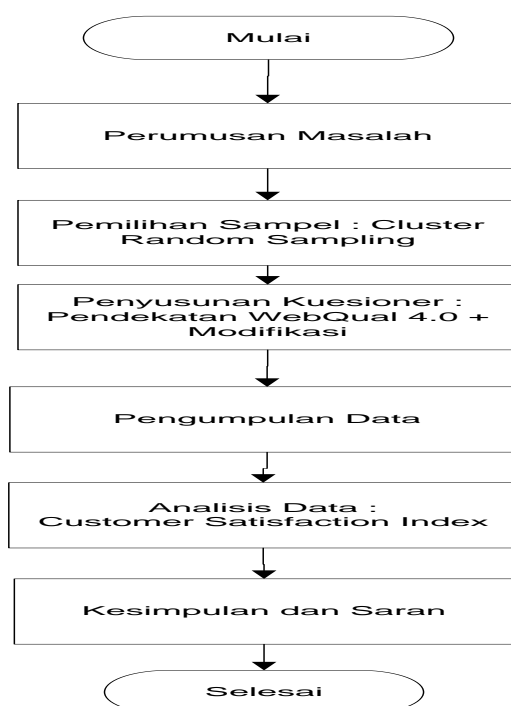 Mulai
Perumusan Masalah
Pemilihan Sampel : Cluster
Random Sampling
Penyusunan Kuesioner :
Pendekatan WebQual 4.0 +
Modifikasi
Pengumpulan Data
Analisis Data :
Customer Satisfaction Index
Kesimpulan dan Saran
Selesai